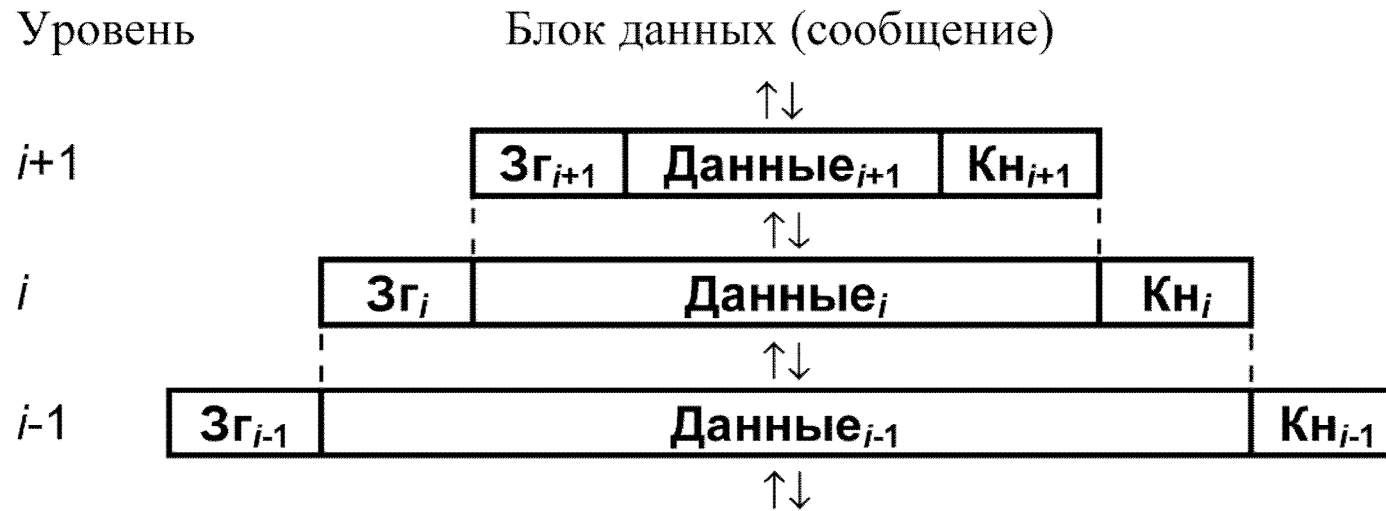 Уровень Блок данных (сообщение)
↑↓
i+1 Згi+1 Данныеi+1 Кнi+1
↑↓
i Згi Данныеi Кнi
↑↓
i-1 Згi-1 Данныеi-1 Кнi-1
↑↓